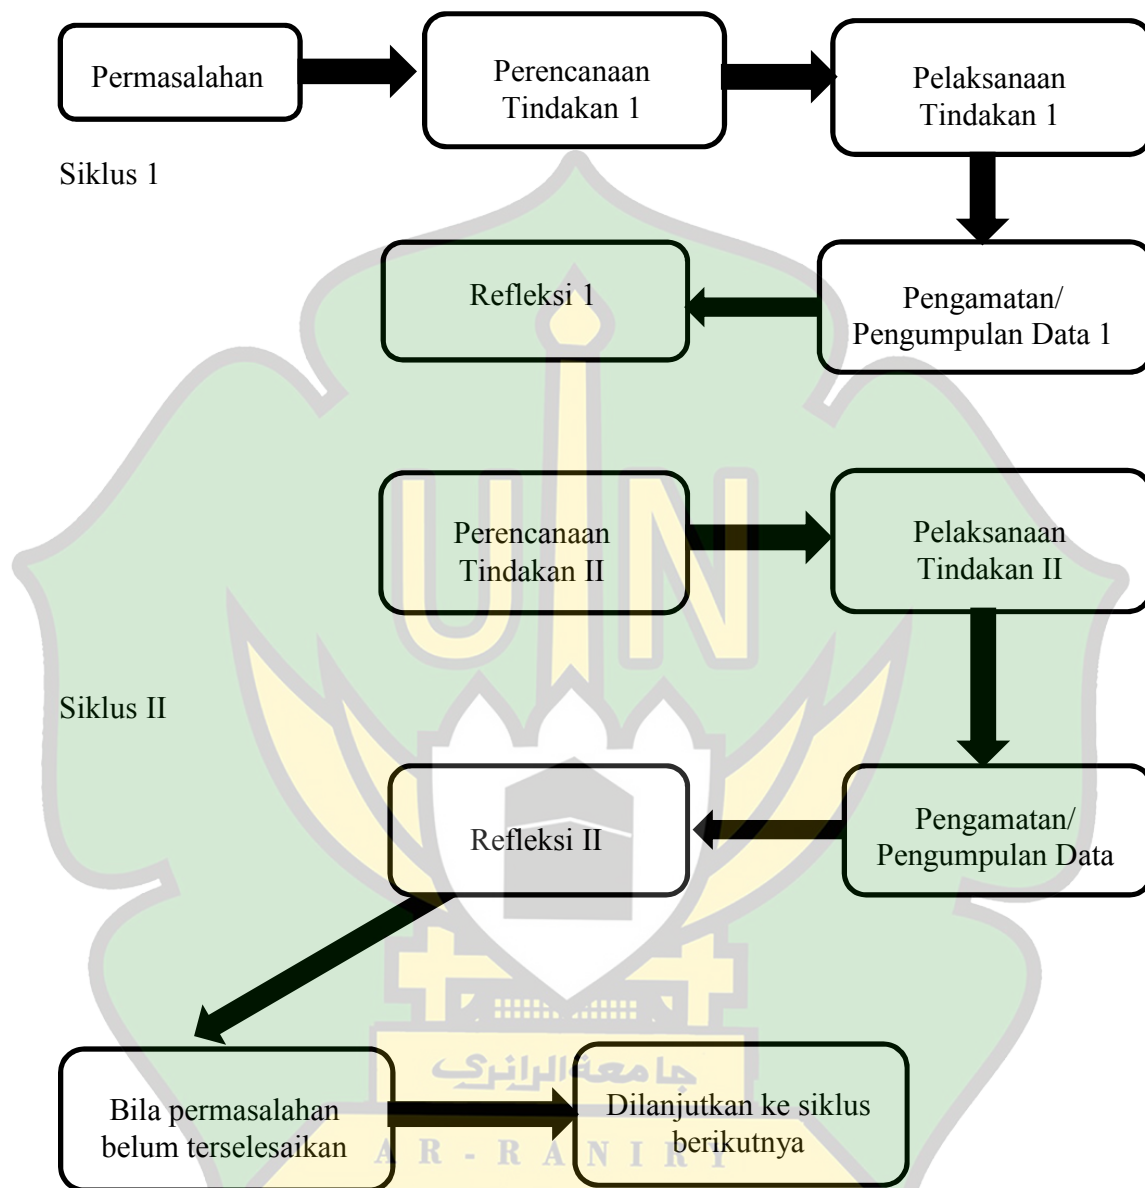 Permasalahan
Perencanaan
Tindakan 1
Pelaksanaan
Tindakan 1
Siklus 1
Refleksi 1
Pengamatan/
Pengumpulan Data 1
Perencanaan
Tindakan II
Pelaksanaan
Tindakan II
UIN
Siklus II
Refleksi II
Pengamatan/
Pengumpulan Data
جامعة الرانري
Bila permasalahan
belum terselesaikan
Dilanjutkan ke siklus
berikutnya
AR-RANIRY